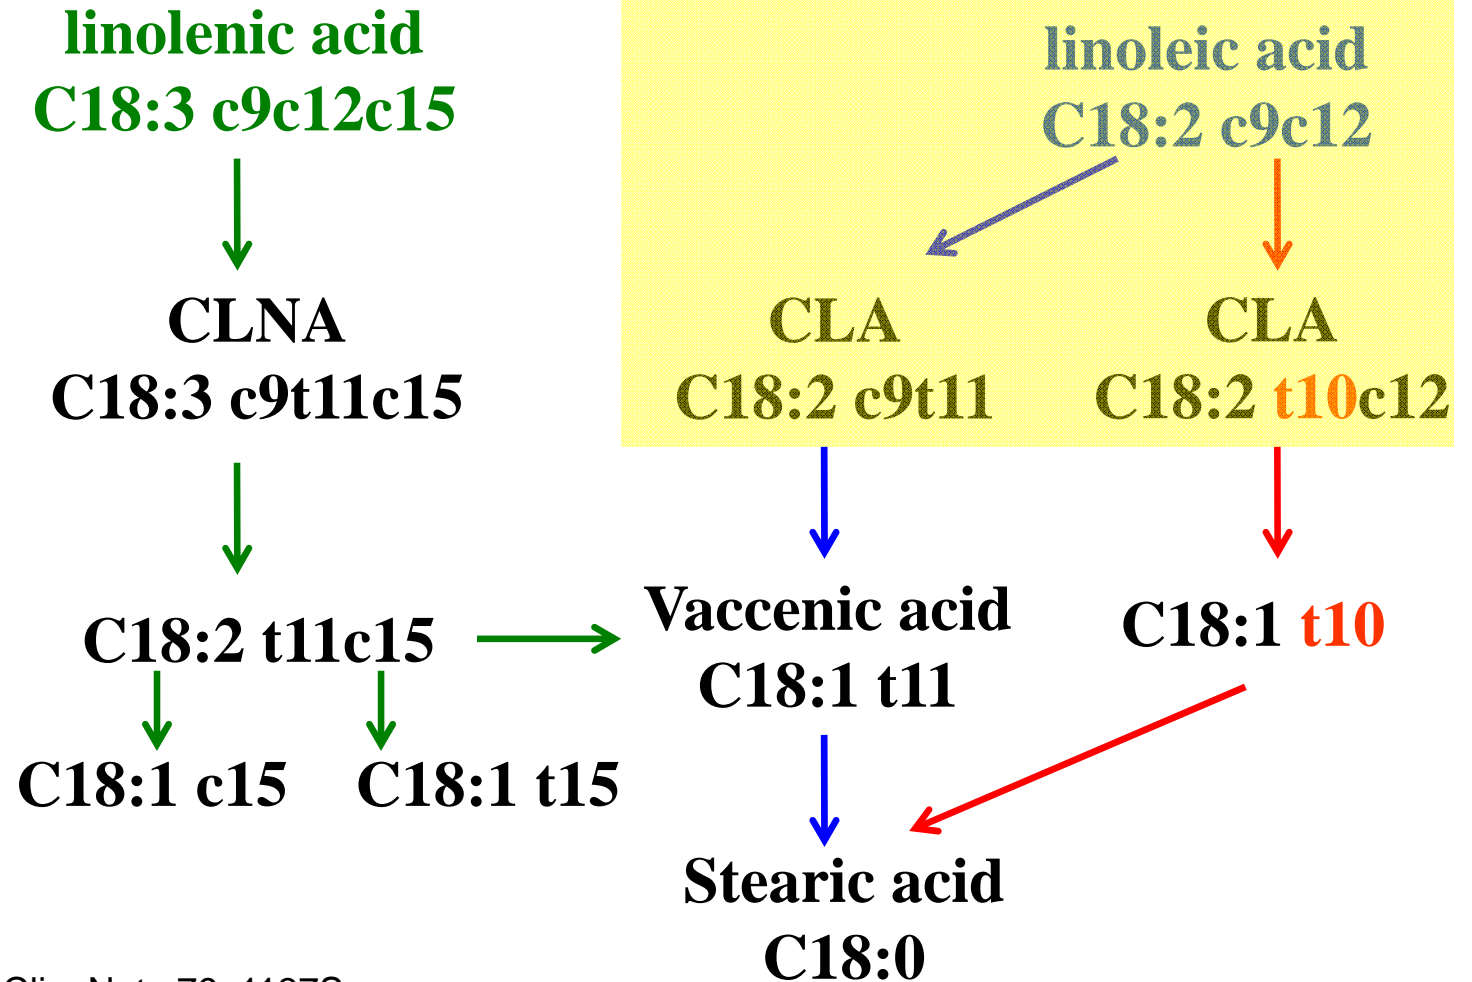 linolenic acid
C18:3 c9c12c15
linoleic acid
C18:2 c9c12
CLNA
C18:3 c9t11c15
CLA
C18:2 c9t11
CLA
C18:2 t10c12
C18:2 t11c15
Vaccenic acid
C18:1 t11
C18:1 t10
C18:1 c15
C18:1 t15
Stearic acid
C18:0